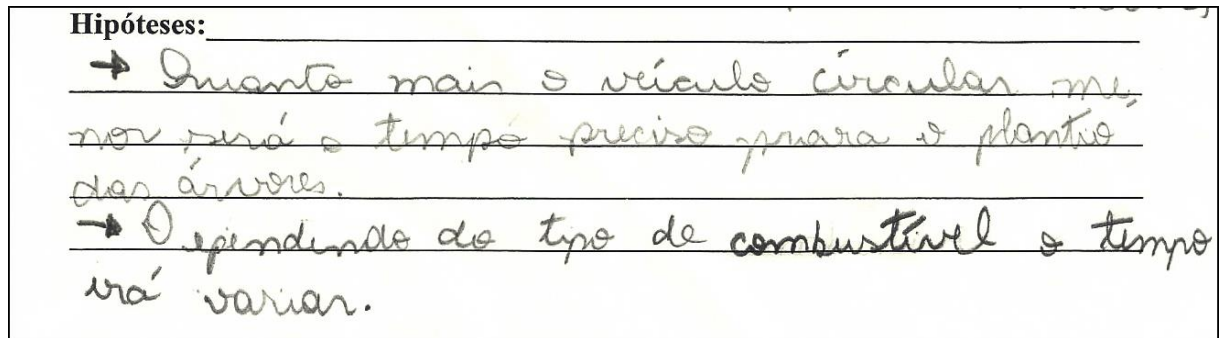 Hipóteses:
→ Quanto mais o veículo circular me
nor será o tempo preciso para o plantio
das árvores.
→ Dependendo do tipo de combustível o tempo
irá variar.